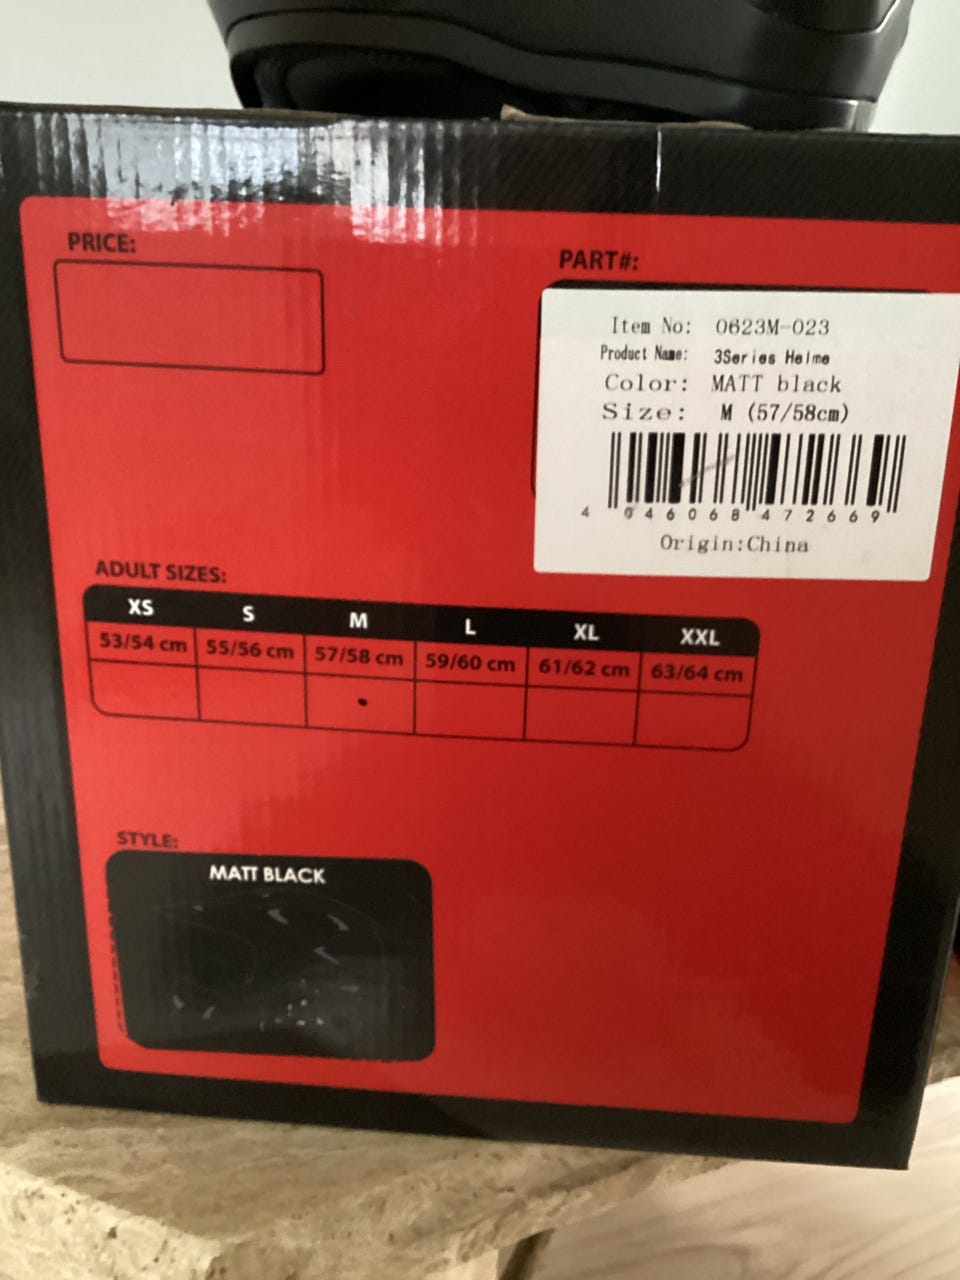 PRICE:
PART#:
Item No: 0623M-023
Product Name: 3Series Helme
Color: MATT black
Size: M (57/58cm)
4 046068 472669
Origin:China
ADULT SIZES:
XS S M L XL XXL
53/54 cm 55/56 cm 57/58 cm 59/60 cm 61/62 cm 63/64 cm
STYLE:
MATT BLACK